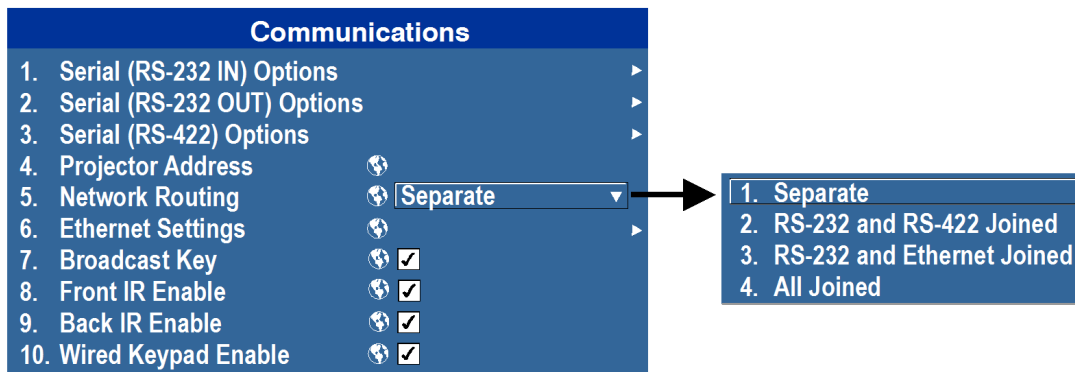 Communications
1. Serial (RS-232 IN) Options
2. Serial (RS-232 OUT) Options
3. Serial (RS-422) Options
4. Projector Address
5. Network Routing Separate
6. Ethernet Settings
7. Broadcast Key
8. Front IR Enable
9. Back IR Enable
10. Wired Keypad Enable
1. Separate
2. RS-232 and RS-422 Joined
3. RS-232 and Ethernet Joined
4. All Joined